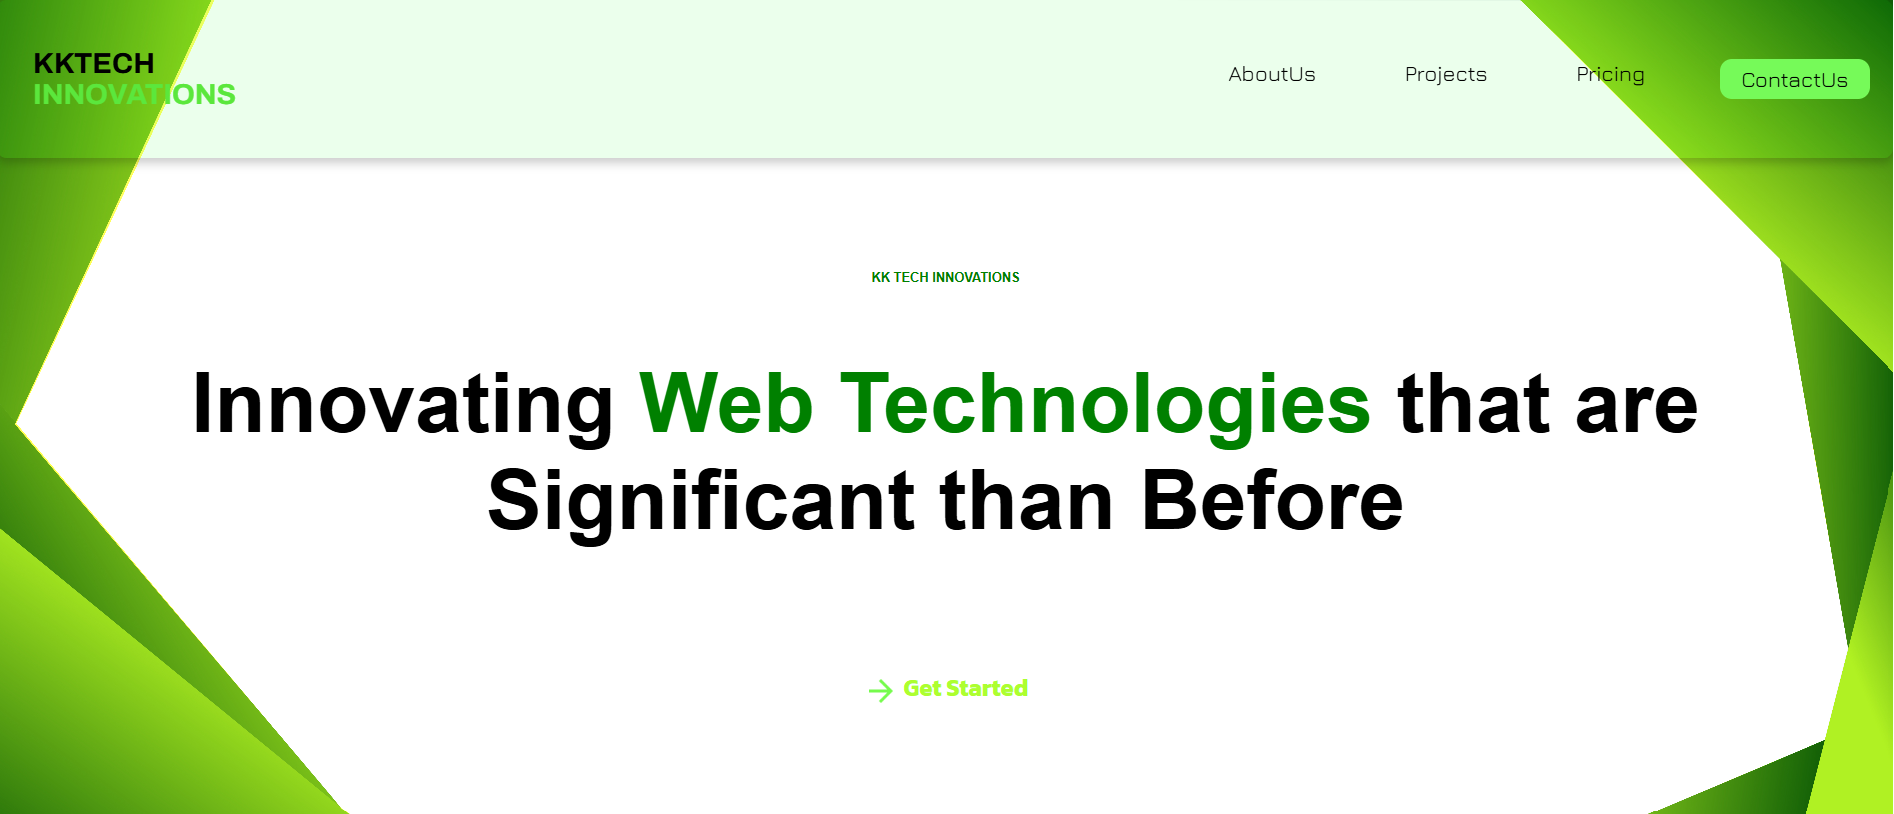 KKTECH
INNOVATIONS
AboutUs
Projects
Pricing
ContactUs
KK TECH INNOVATIONS
Innovating Web Technologies that are
Significant than Before
Get Started